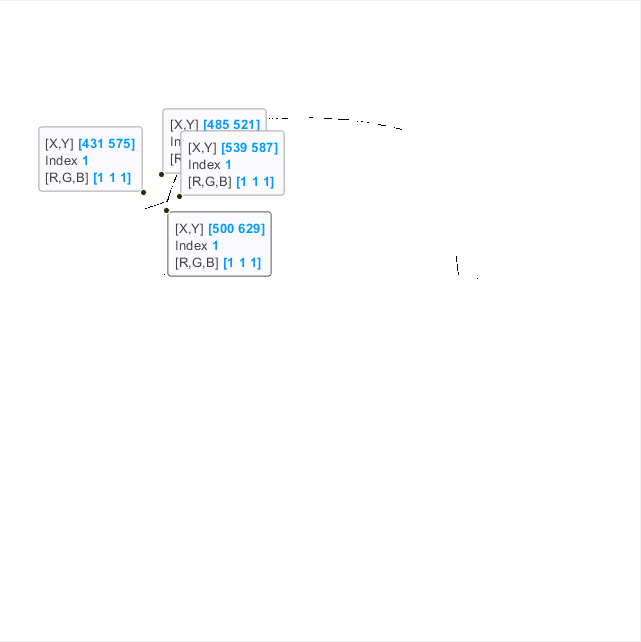 [X,Y] [485 521]
In
[R
[X,Y] [431 575]
Index 1
[R,G,B] [1 1 1]
[X,Y] [539 587]
Index 1
[R,G,B] [1 1 1]
[X,Y] [500 629]
Index 1
[R,G,B] [1 1 1]